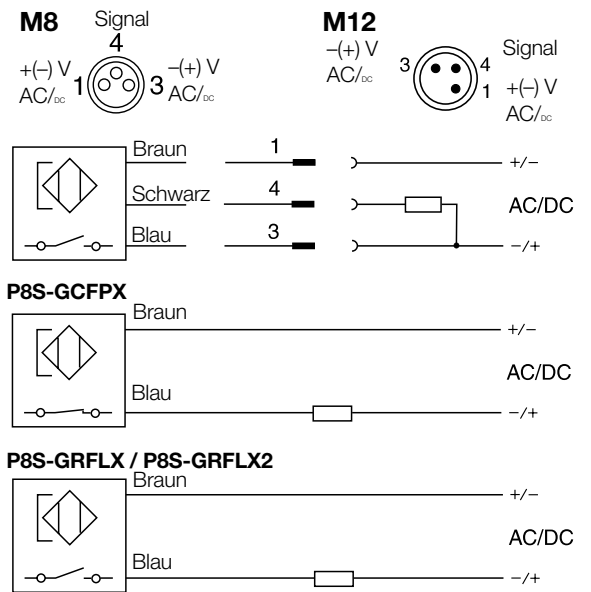 M8
Signal
4
+(−) V
AC/DC
1
3
−(+) V
AC/DC
M12
−(+) V
AC/DC
3
4
1
Signal
+(−) V
AC/DC
Braun
1
+/−
Schwarz
4
AC/DC
Blau
3
−/+
P8S-GCFPX
Braun
+/−
AC/DC
Blau
−/+
P8S-GRFLX / P8S-GRFLX2
Braun
+/−
AC/DC
Blau
−/+